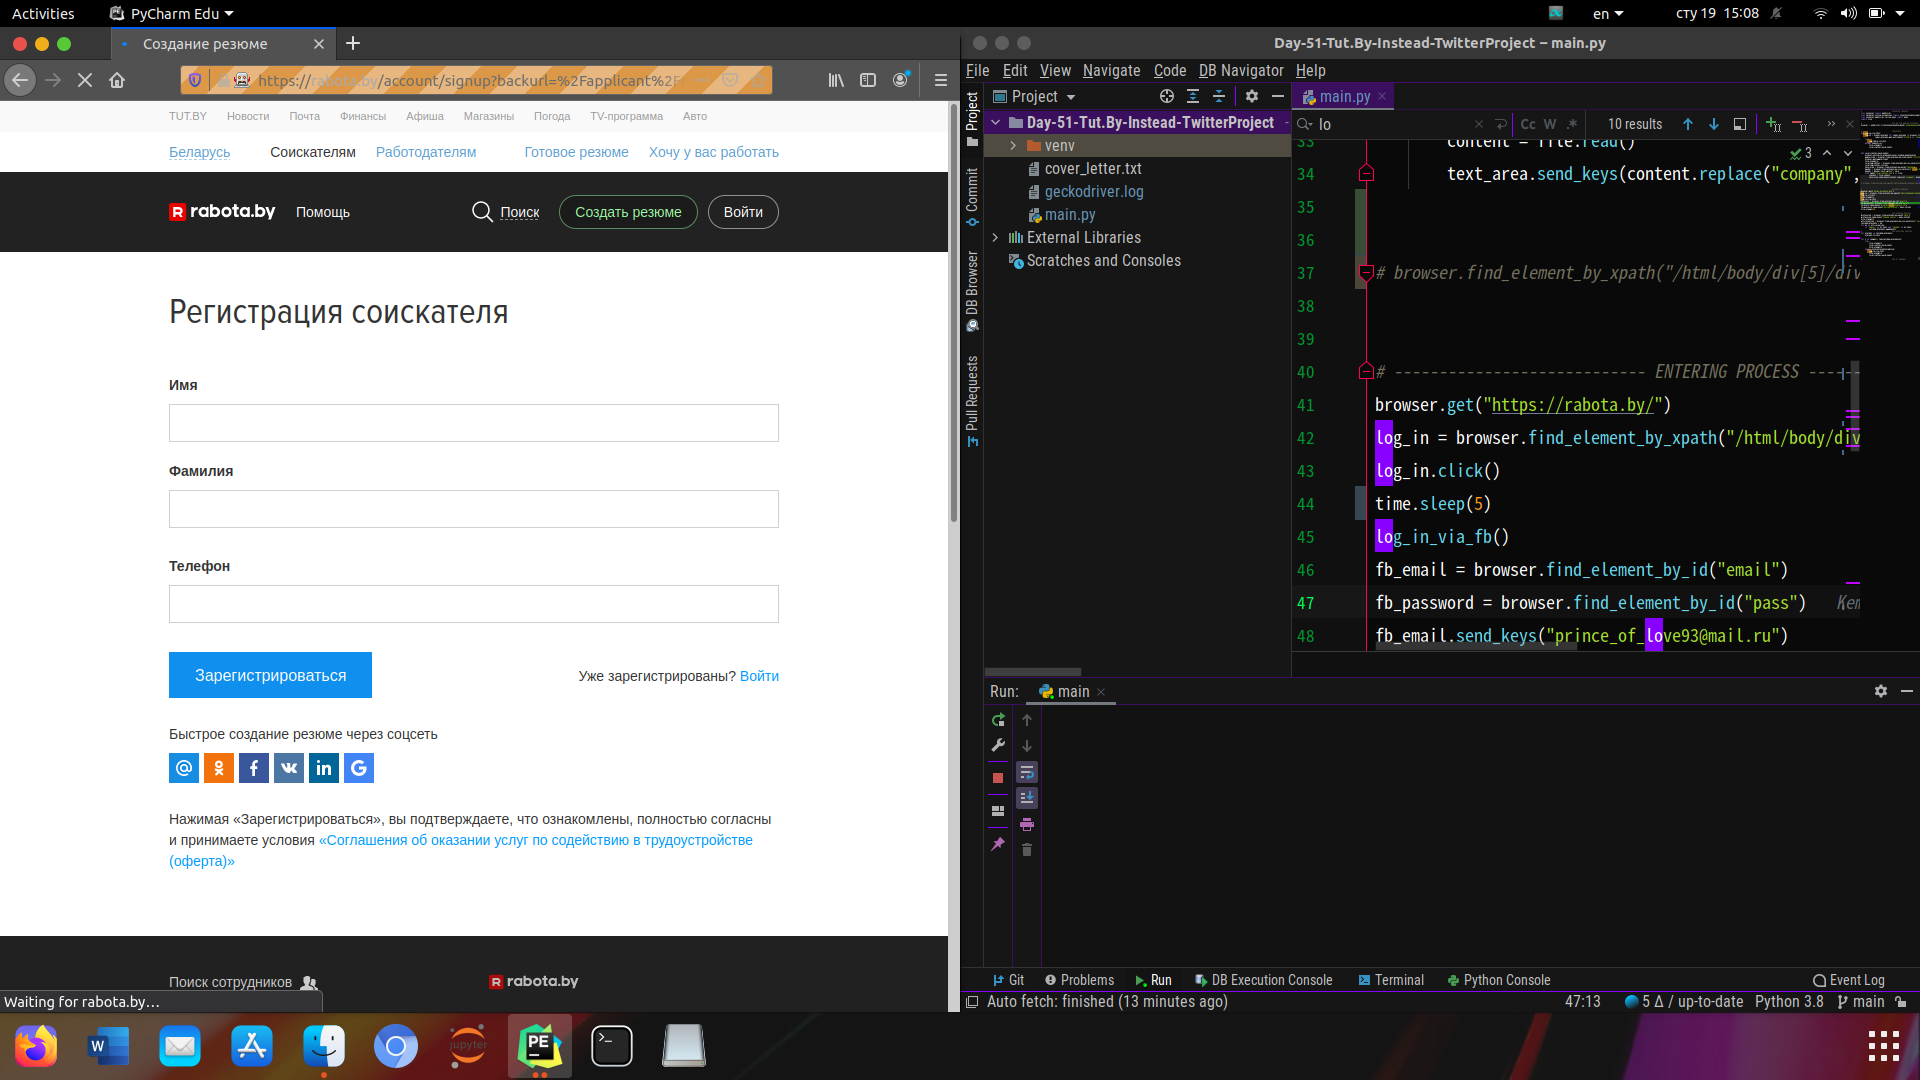 Activities
PyCharm Edu
en
сту 19 15:08
Создание резюме
https://rabota.by/account/signup?backurl=%2Fapplicant%2F
TUT.BY Новости Почта Финансы Афиша Магазины Погода TV-программа Авто
Беларусь Соискателям Работодателям Готовое резюме Хочу у вас работать
R rabota.by Помощь Поиск Создать резюме Войти
Регистрация соискателя
Имя
Фамилия
Телефон
Зарегистрироваться
Уже зарегистрированы? Войти
Быстрое создание резюме через соцсеть
Нажимая «Зарегистрироваться», вы подтверждаете, что ознакомлены, полностью согласны
и принимаете условия «Соглашения об оказании услуг по содействию в трудоустройстве
(оферта)»
Поиск сотрудников
R rabota.by
Waiting for rabota.by…
Day-51-Tut.By-Instead-TwitterProject – main.py
File Edit View Navigate Code DB Navigator Help
Project
main.py
Project
Commit
DB Browser
Pull Requests
Day-51-Tut.By-Instead-TwitterProject
venv
cover_letter.txt
geckodriver.log
main.py
External Libraries
Scratches and Consoles
lo
Cc W .*
10 results
3
33 content = file.read()
34 text_area.send_keys(content.replace("company",
35
36
37 # browser.find_element_by_xpath("/html/body/div[5]/div
38
39
40 # ---------------------------- ENTERING PROCESS ------
41 browser.get("https://rabota.by/")
42 log_in = browser.find_element_by_xpath("/html/body/div
43 log_in.click()
44 time.sleep(5)
45 log_in_via_fb()
46 fb_email = browser.find_element_by_id("email")
47 fb_password = browser.find_element_by_id("pass")
48 fb_email.send_keys("prince_of_love93@mail.ru")
Run: main
Git Problems Run DB Execution Console Terminal Python Console Event Log
Auto fetch: finished (13 minutes ago)
47:13 5 Δ / up-to-date Python 3.8 main
W
jupyter
PE